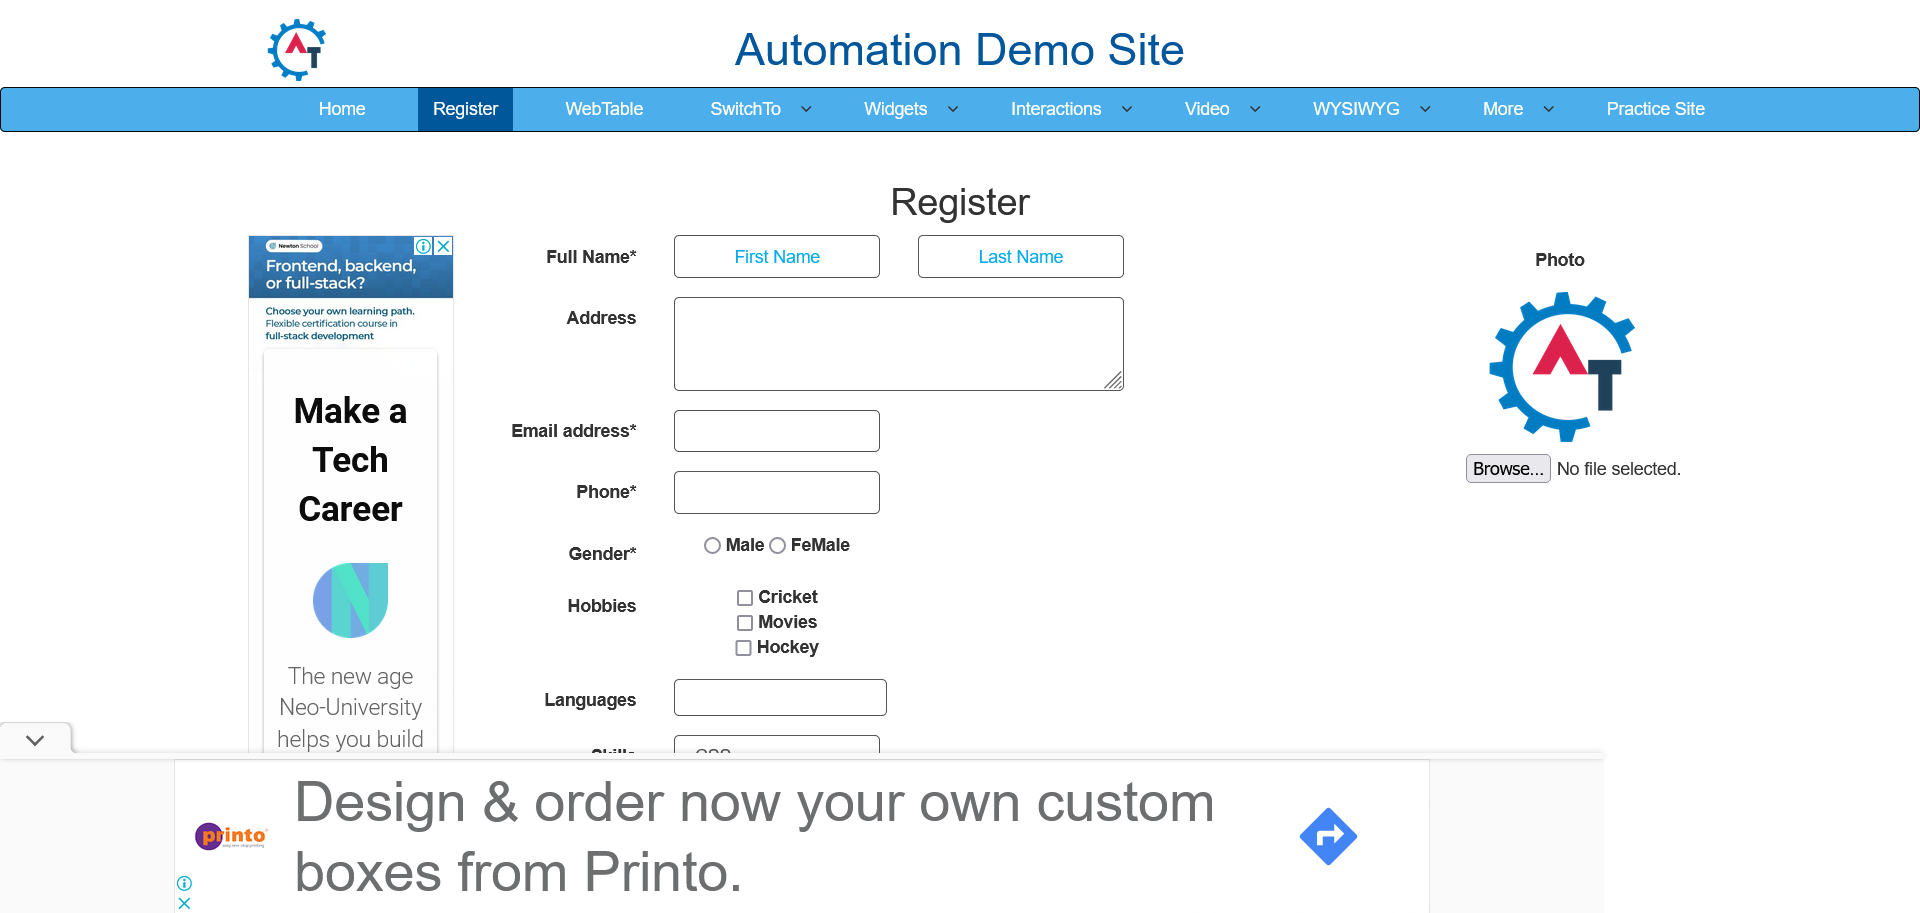 AT
Automation Demo Site
Home Register WebTable SwitchTo Widgets Interactions Video WYSIWYG More Practice Site
Register
Newton School
Frontend, backend,
or full-stack?
Choose your own learning path.
Flexible certification course in
full-stack development
Make a
Tech
Career
The new age
Neo-University
helps you build
Full Name* First Name Last Name
Address
Email address*
Phone*
Gender* Male FeMale
Hobbies Cricket
Movies
Hockey
Languages
Photo
AT
Browse... No file selected.
printo
Design & order now your own custom
boxes from Printo.